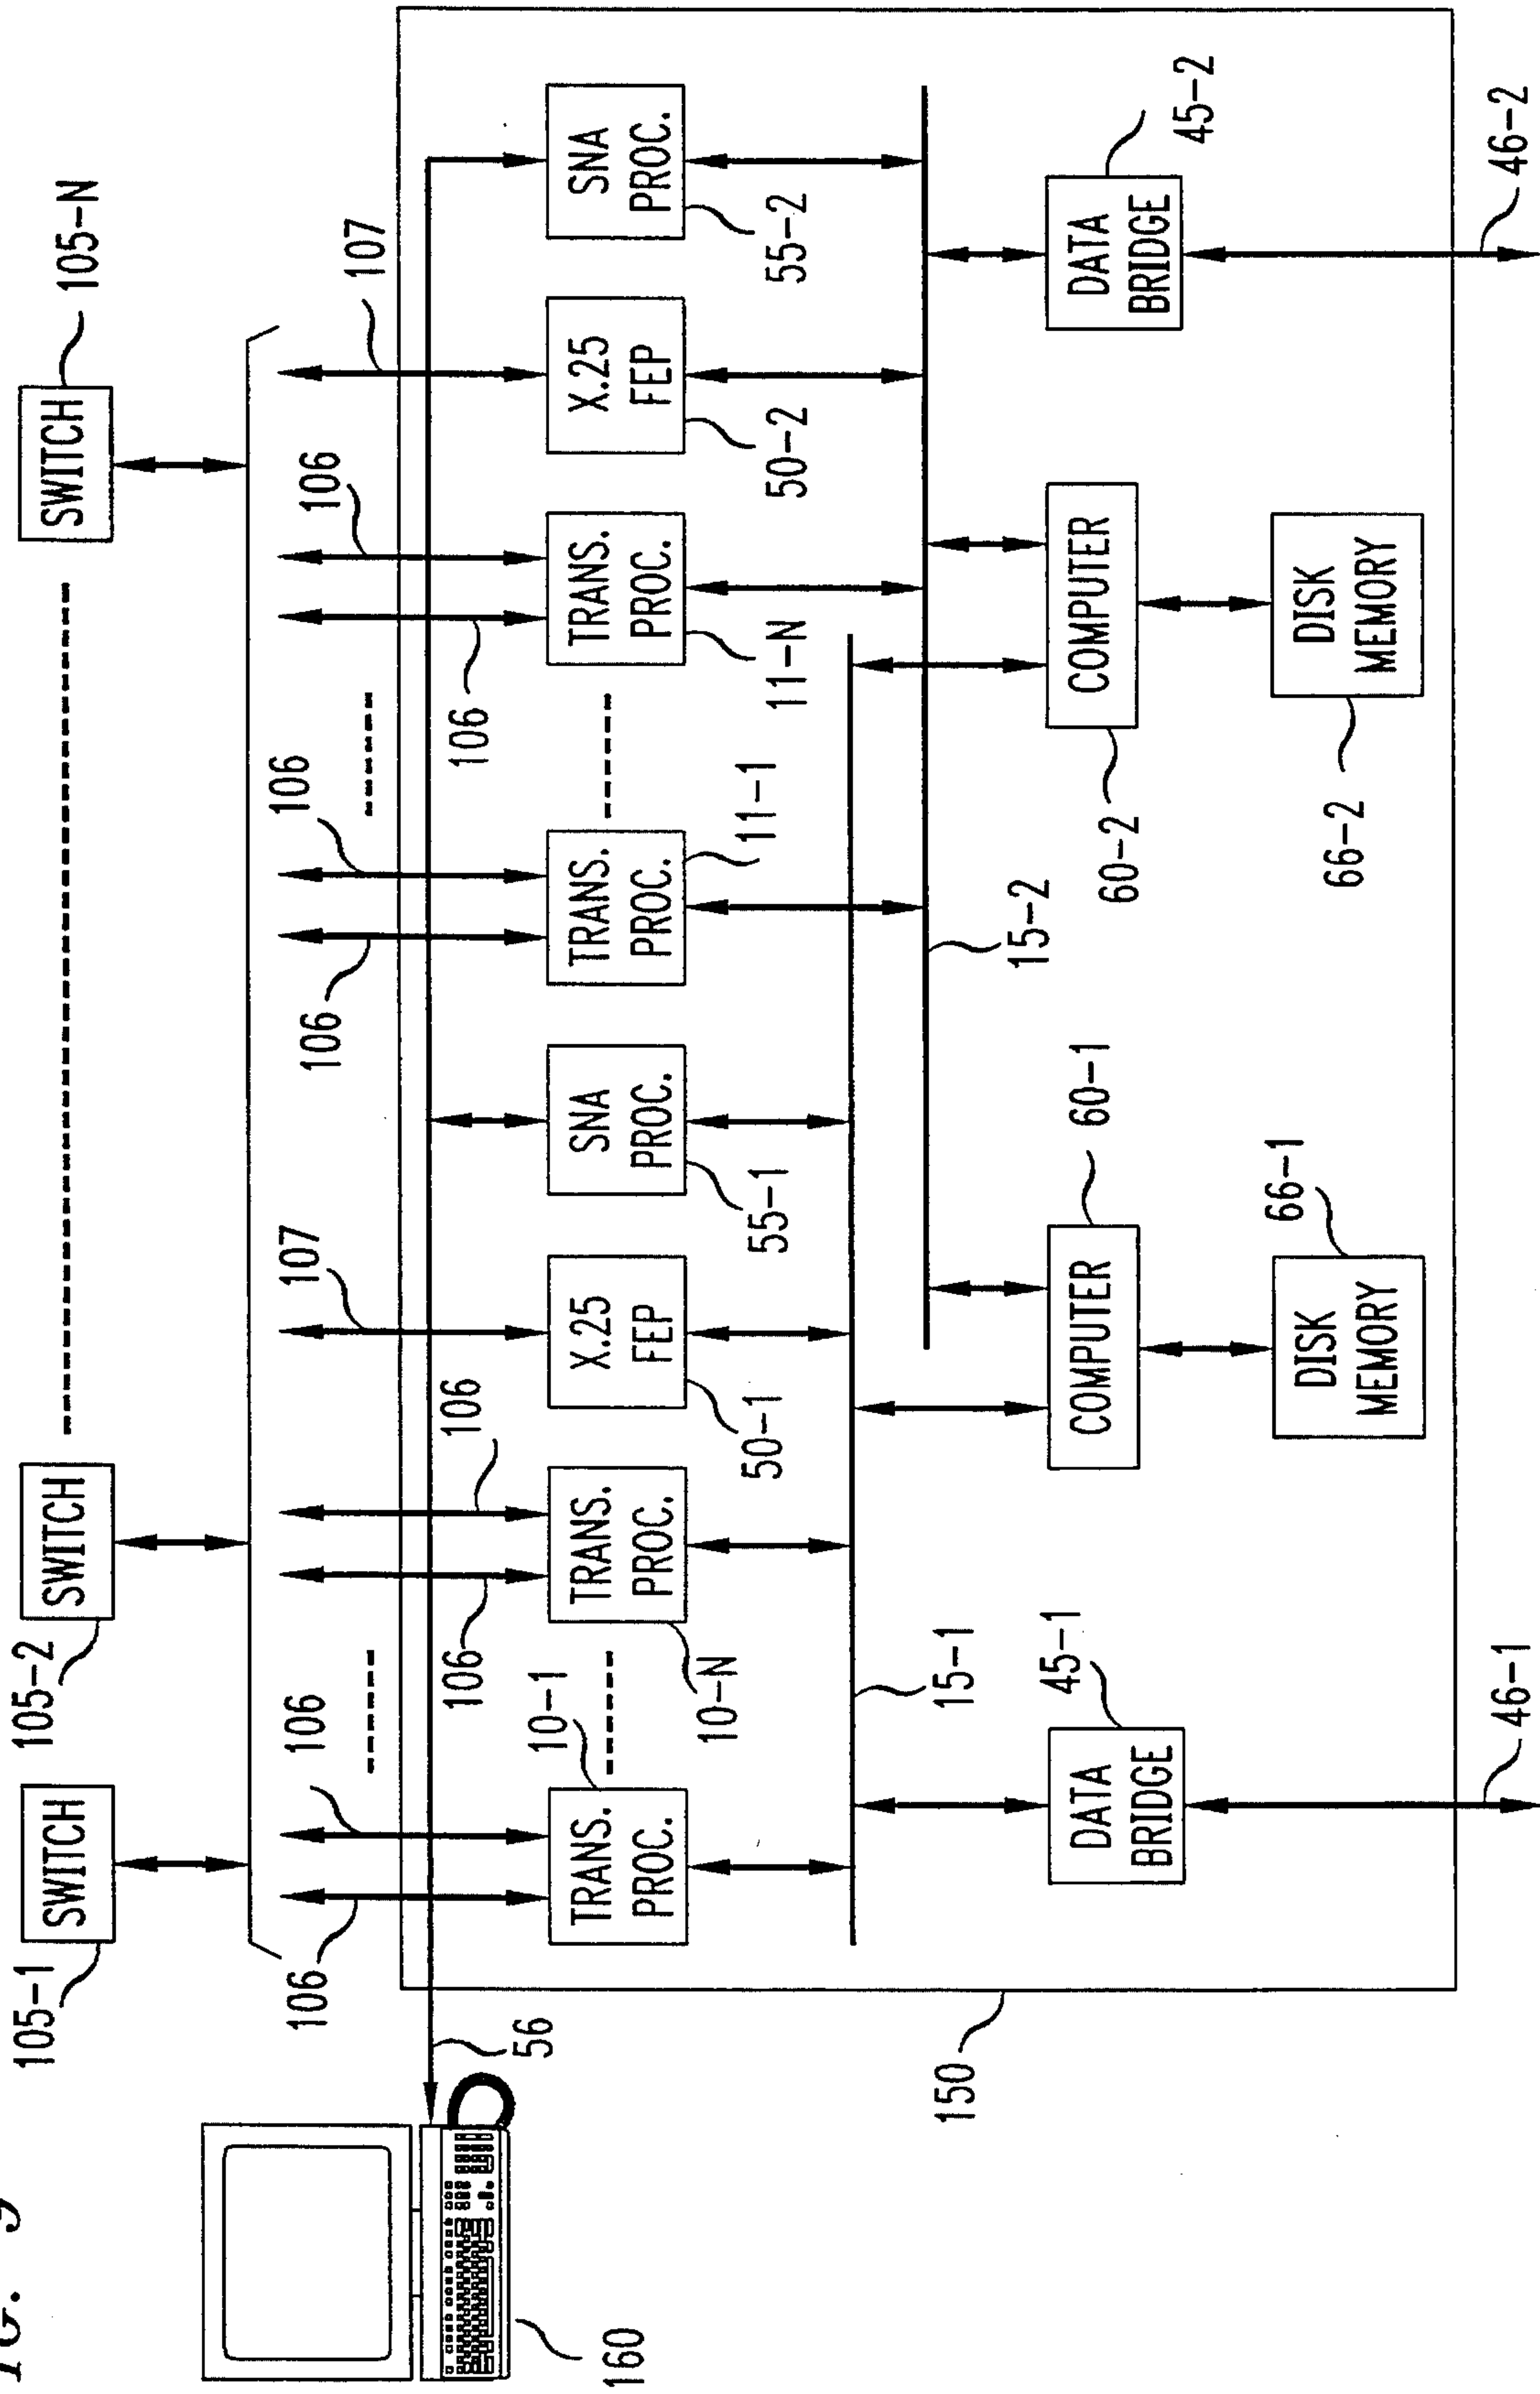 105-1
SWITCH
105-2
SWITCH
SWITCH
105-N
106
106
106
106
107
106
106
106
106
107
56
160
10-1
TRANS.
PROC.
TRANS.
PROC.
10-N
X.25
FEP
50-1
SNA
PROC.
55-1
TRANS.
PROC.
11-1
TRANS.
PROC.
11-N
X.25
FEP
50-2
SNA
PROC.
55-2
15-1
15-2
150
DATA
BRIDGE
45-1
COMPUTER
60-1
COMPUTER
60-2
DATA
BRIDGE
45-2
46-1
DISK
MEMORY
66-1
DISK
MEMORY
66-2
46-2